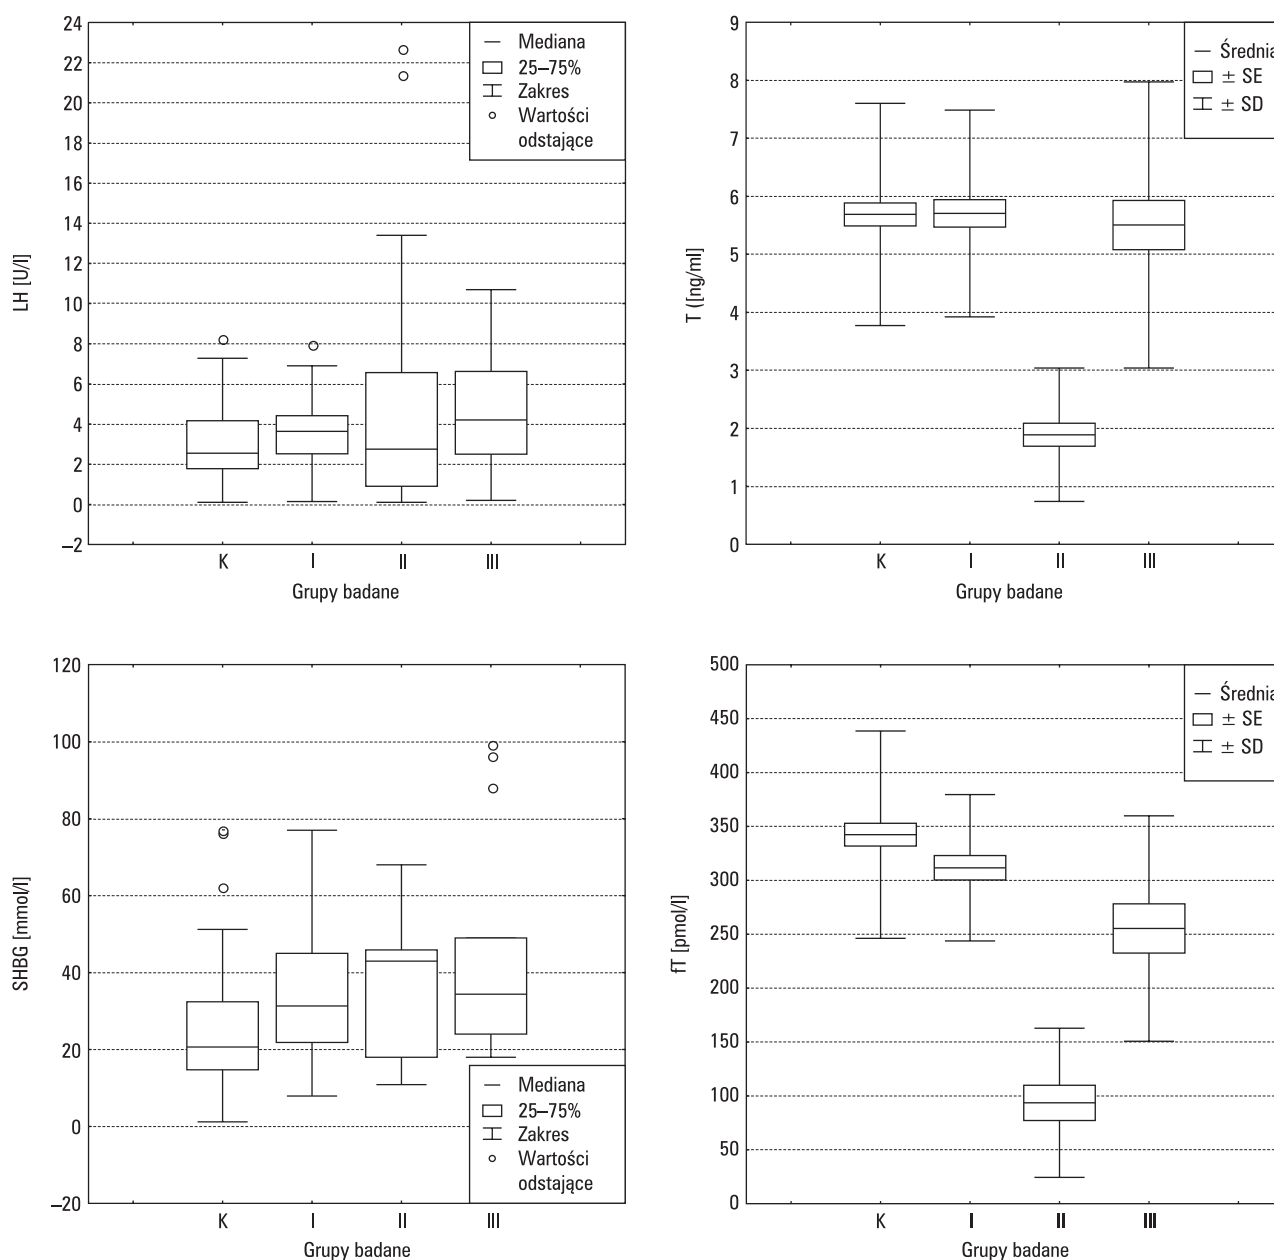 24
22
20
18
16
14
12
10
8
6
4
2
0
–2
LH [U/l]
Mediana
25–75%
Zakres
Wartości
odstające
K
I
II
III
Grupy badane
9
8
7
6
5
4
3
2
1
0
T ([ng/ml]
Średnia
± SE
± SD
K
I
II
III
Grupy badane
120
100
80
60
40
20
0
–20
SHBG [mmol/l]
Mediana
25–75%
Zakres
Wartości
odstające
K
I
II
III
Grupy badane
500
450
400
350
300
250
200
150
100
50
0
fT [pmol/l]
Średnia
± SE
± SD
K
I
II
III
Grupy badane